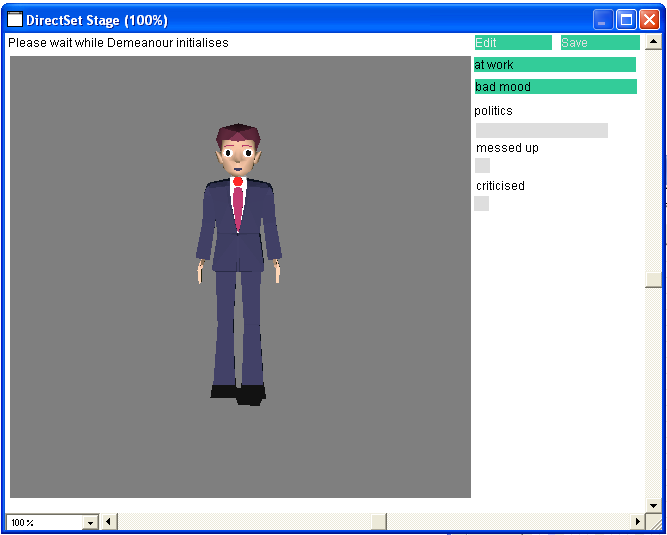 DirectSet Stage (100%)
Please wait while Demeanour initialises
Edit
Save
at work
bad mood
politics
messed up
criticised
100%